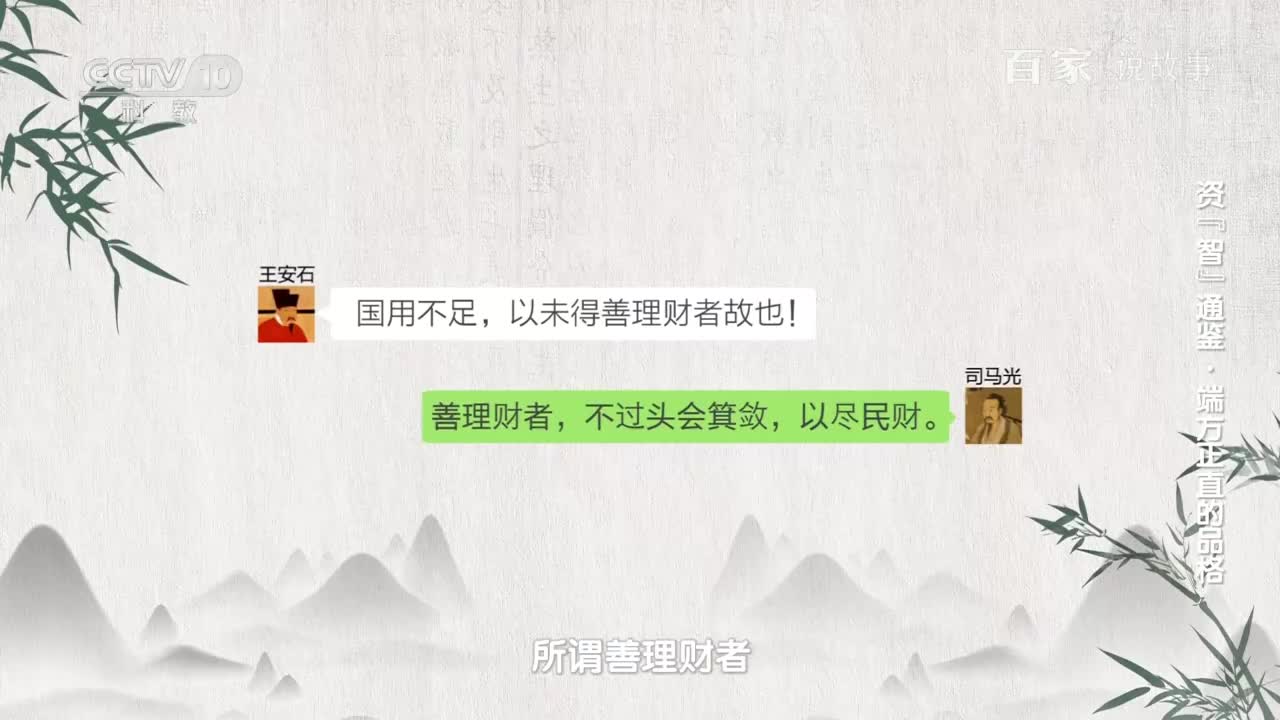 CCTV 10
科教
百家说故事
王安石
国用不足，以未得善理财者故也！
司马光
善理财者，不过头会箕敛，以尽民财。
资『智』通鉴·端方正直的品格
所谓善理财者